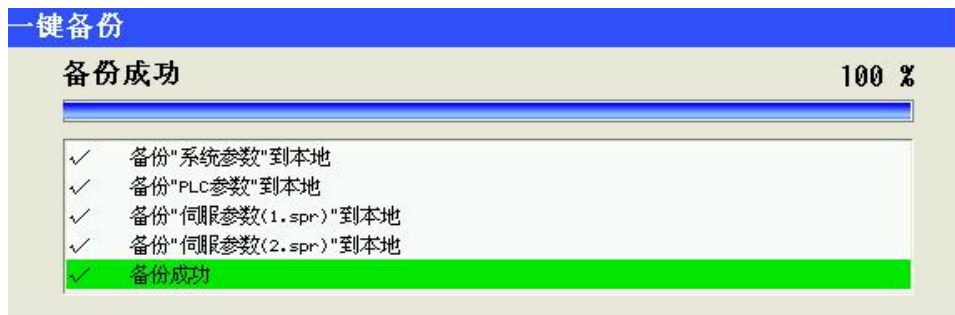 一键备份
备份成功 100 %
✓ 备份"系统参数"到本地
✓ 备份"PLC参数"到本地
✓ 备份"伺服参数(1.spr)"到本地
✓ 备份"伺服参数(2.spr)"到本地
✓ 备份成功